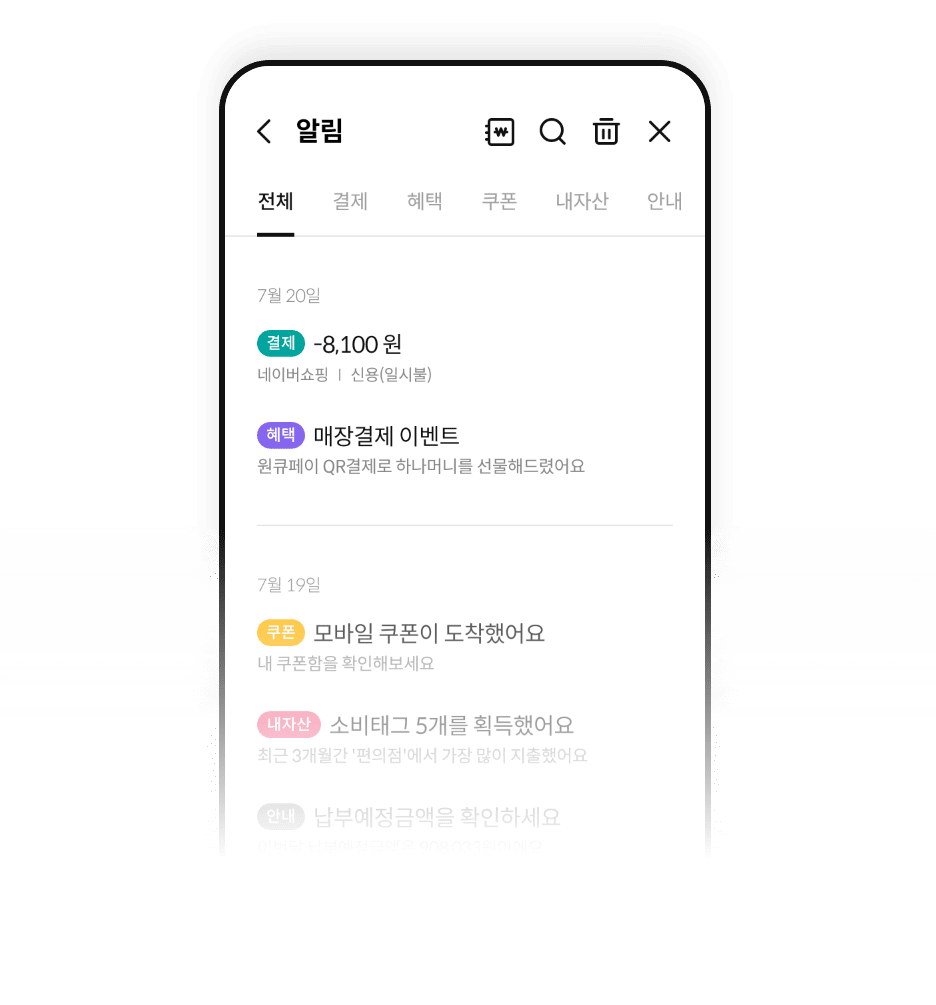 알림
전체 결제 혜택 쿠폰 내자산 안내
7월 20일
결제 -8,100 원
네이버쇼핑 | 신용(일시불)
혜택 매장결제 이벤트
원큐페이 QR결제로 하나머니를 선물해드렸어요
7월 19일
쿠폰 모바일 쿠폰이 도착했어요
내 쿠폰함을 확인해보세요
내자산 소비태그 5개를 획득했어요
최근 3개월간 '편의점'에서 가장 많이 지출했어요
안내 납부예정금액을 확인하세요